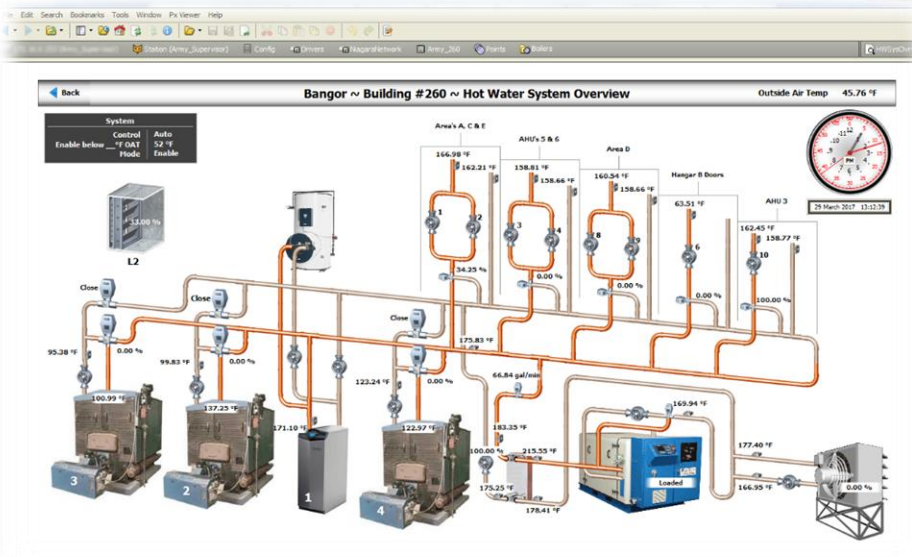 Edit Search Bookmarks Tools Window Px Viewer Help
Station (Army_Supervisor) Config Drivers NiagaraNetwork Army_260 Points Boilers
Back Bangor ~ Building #260 ~ Hot Water System Overview Outside Air Temp 45.76 °F
System
Control Auto
Enable below __°F OAT 52 °F
Mode Enable
33.00 %
L2
Area's A, C & E
166.98 °F
162.21 °F
1 2
34.25 %
AHU's 5 & 6
158.81 °F
158.66 °F
3 4
0.00 %
Area D
160.54 °F
158.66 °F
8 9
0.00 %
Hangar B Doors
63.51 °F
6
0.00 %
AHU 3
162.45 °F
158.77 °F
10
100.00 %
PM
29 March 2017 13:12:39
Close
0.00 %
95.38 °F
100.99 °F
3
Close
0.00 %
99.83 °F
137.25 °F
2
171.10 °F
1
Close
0.00 %
123.24 °F
122.97 °F
4
175.83 °F
66.84 gal/min
183.35 °F
100.00 %
215.55 °F
175.25 °F
178.41 °F
169.94 °F
Loaded
177.40 °F
166.95 °F
0.00 %